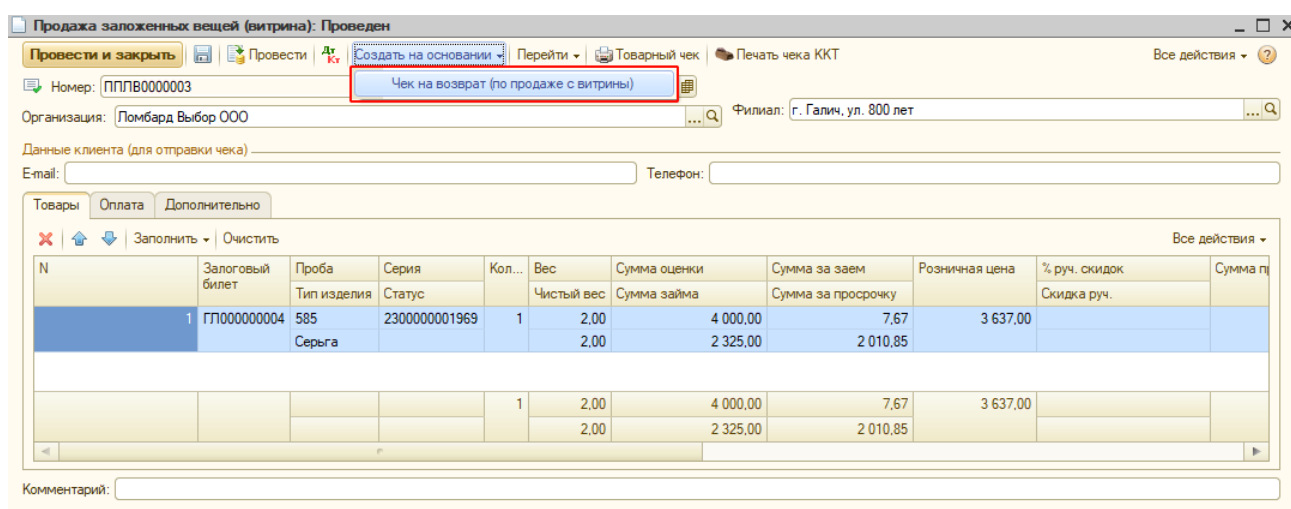 Продажа заложенных вещей (витрина): Проведен
Провести и закрыть Провести Дт Кт Создать на основании Перейти Товарный чек Печать чека ККТ Все действия ?
Чек на возврат (по продаже с витрины)
Номер: ПППВ0000003
Организация: Ломбард Выбор ООО ... Филиал: г. Галич, ул. 800 лет ...
Данные клиента (для отправки чека)
E-mail: Телефон:
Товары Оплата Дополнительно
Заполнить Очистить Все действия
N Залоговый билет Проба Серия Кол... Вес Сумма оценки Сумма за заем Розничная цена % руч. скидок Сумма
Тип изделия Статус Чистый вес Сумма займа Сумма за просрочку Скидка руч.
1 ГЛ000000004 585 2300000001969 1 2,00 4 000,00 7,67 3 637,00
Серьга 2,00 2 325,00 2 010,85
1 2,00 4 000,00 7,67 3 637,00
2,00 2 325,00 2 010,85
Комментарий: